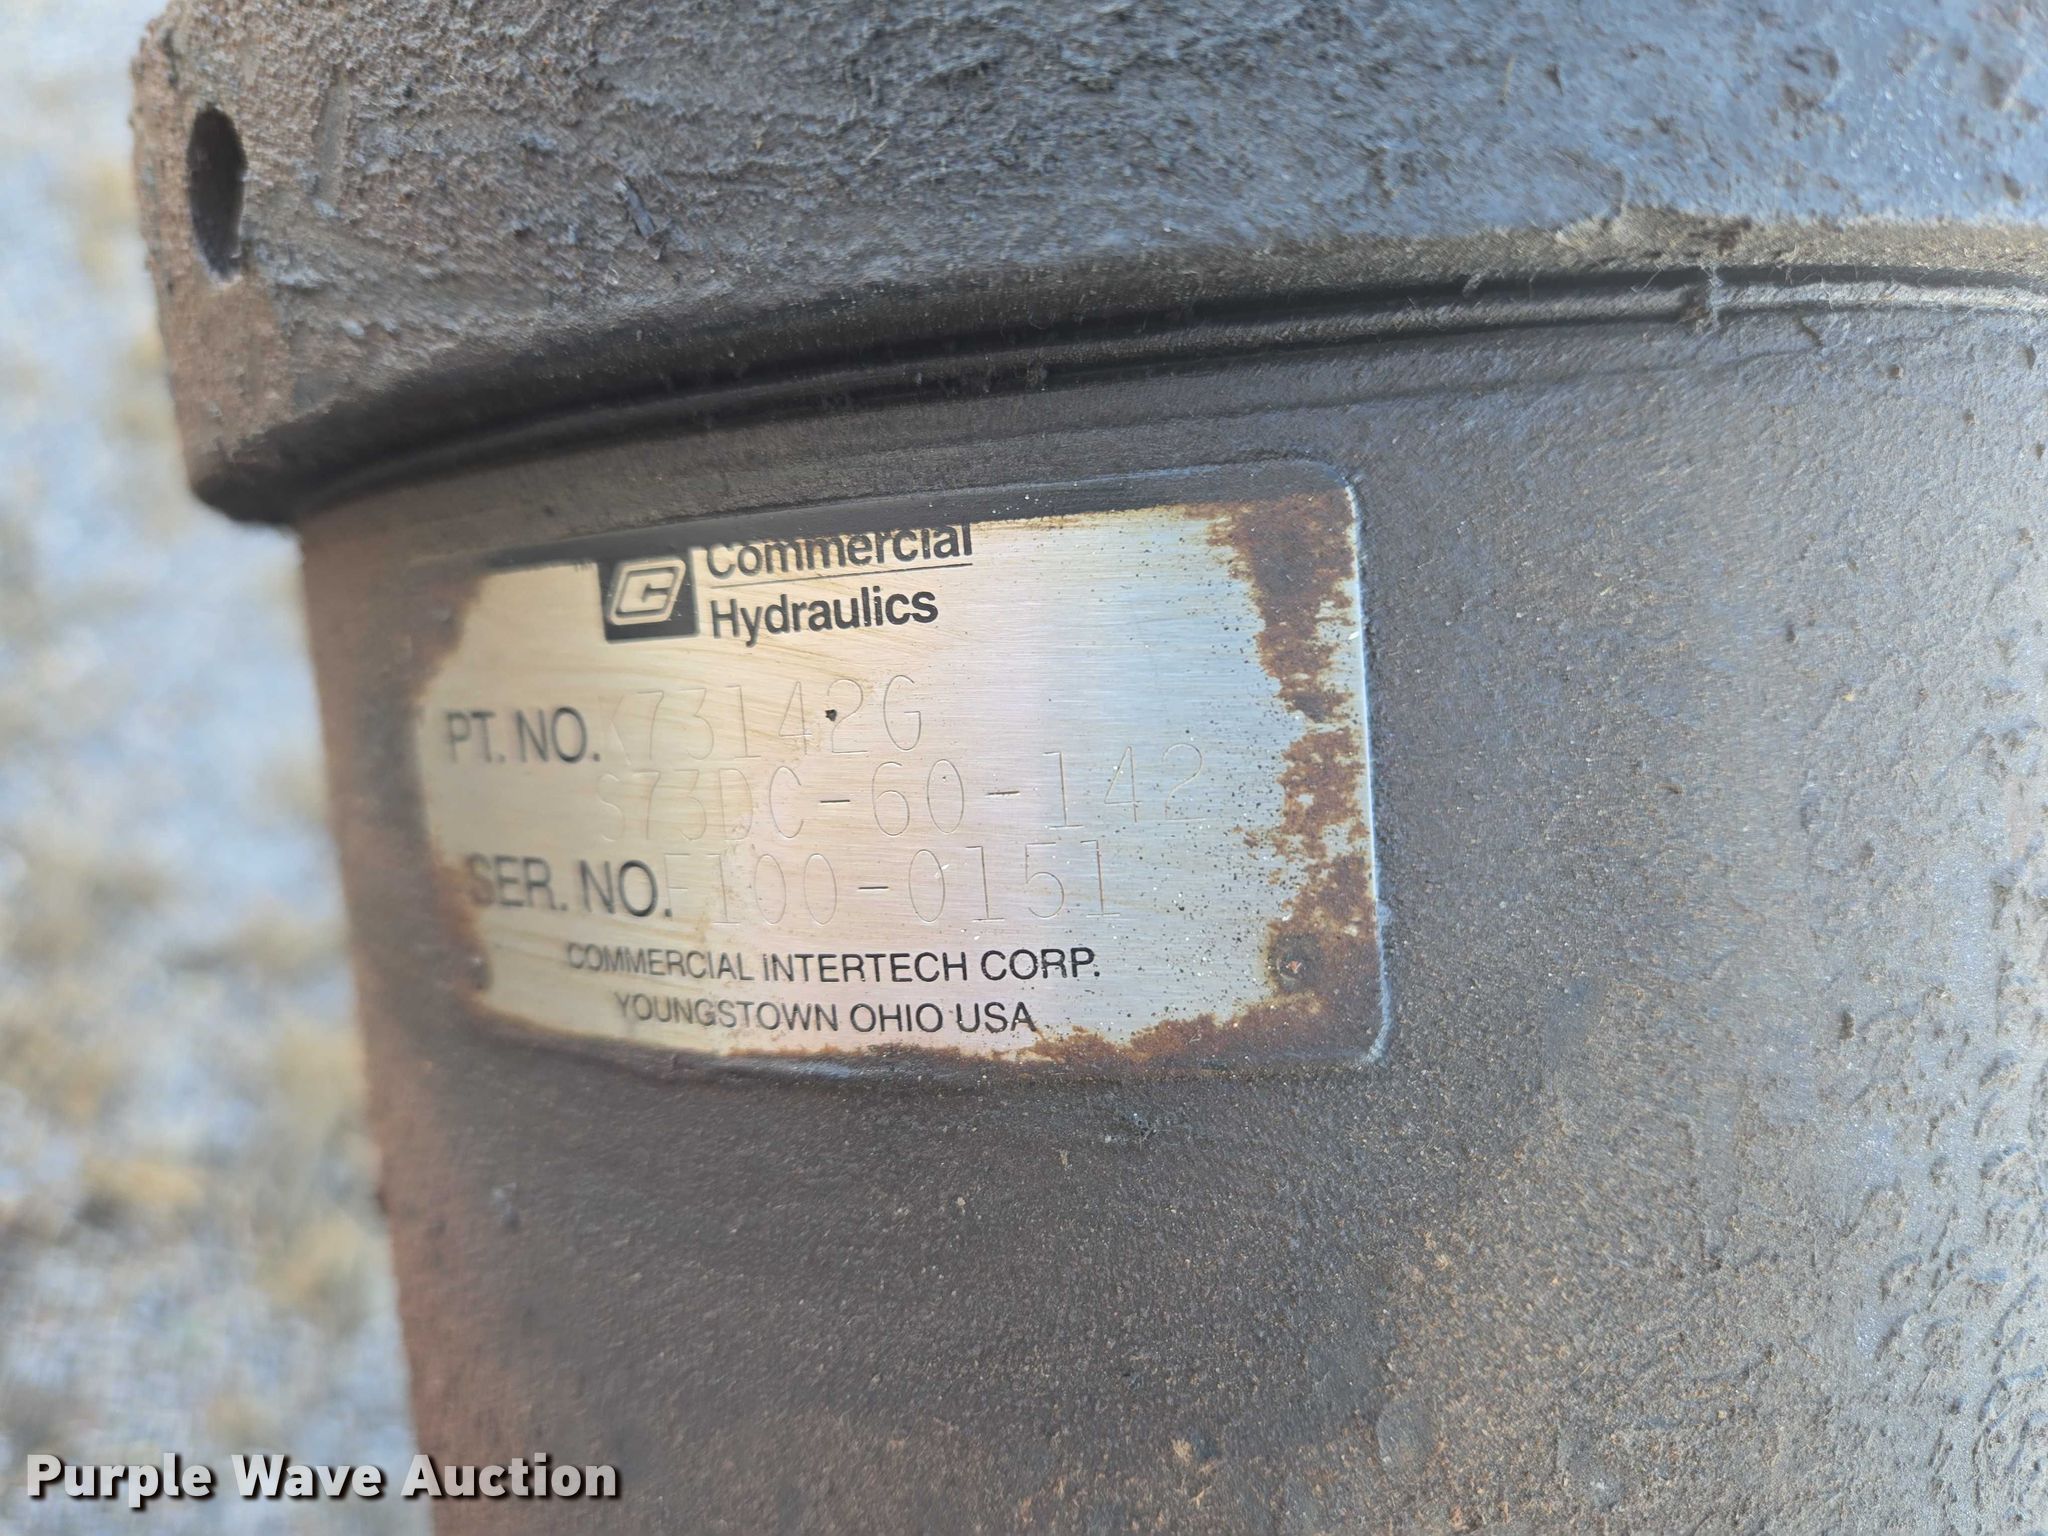 Commercial
Hydraulics
PT. NO. K73142G
S73DC-60-142
SER. NO. F100-0151
COMMERCIAL INTERTECH CORP.
YOUNGSTOWN OHIO USA
Purple Wave Auction